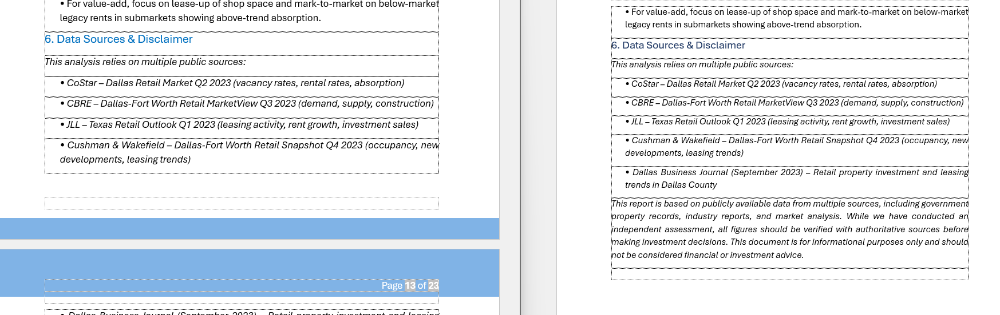 • For value-add, focus on lease-up of shop space and mark-to-market on below-market
legacy rents in submarkets showing above-trend absorption.
6. Data Sources & Disclaimer
This analysis relies on multiple public sources:
• CoStar – Dallas Retail Market Q2 2023 (vacancy rates, rental rates, absorption)
• CBRE – Dallas-Fort Worth Retail MarketView Q3 2023 (demand, supply, construction)
• JLL – Texas Retail Outlook Q1 2023 (leasing activity, rent growth, investment sales)
• Cushman & Wakefield – Dallas-Fort Worth Retail Snapshot Q4 2023 (occupancy, new
developments, leasing trends)
Page 13 of 23
• Dallas Business Journal (September 2023) – Retail property investment and leasing
• For value-add, focus on lease-up of shop space and mark-to-market on below-market
legacy rents in submarkets showing above-trend absorption.
6. Data Sources & Disclaimer
This analysis relies on multiple public sources:
• CoStar – Dallas Retail Market Q2 2023 (vacancy rates, rental rates, absorption)
• CBRE – Dallas-Fort Worth Retail MarketView Q3 2023 (demand, supply, construction)
• JLL – Texas Retail Outlook Q1 2023 (leasing activity, rent growth, investment sales)
• Cushman & Wakefield – Dallas-Fort Worth Retail Snapshot Q4 2023 (occupancy, new
developments, leasing trends)
• Dallas Business Journal (September 2023) – Retail property investment and leasing
trends in Dallas County
This report is based on publicly available data from multiple sources, including government
property records, industry reports, and market analysis. While we have conducted an
independent assessment, all figures should be verified with authoritative sources before
making investment decisions. This document is for informational purposes only and should
not be considered financial or investment advice.